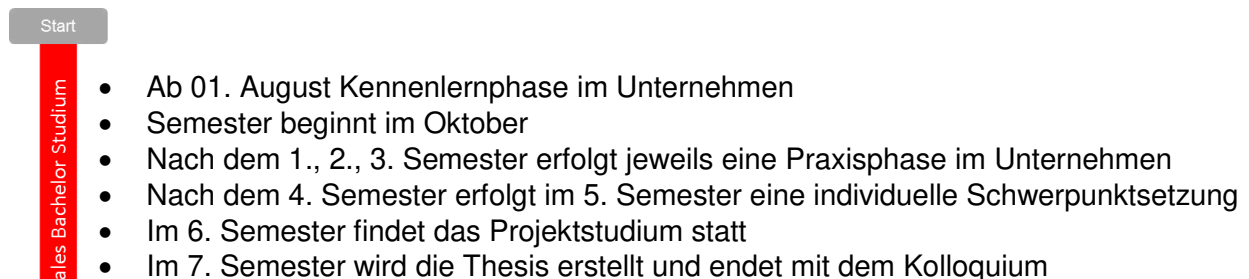 Start
ales Bachelor Studium
• Ab 01. August Kennenlernphase im Unternehmen
• Semester beginnt im Oktober
• Nach dem 1., 2., 3. Semester erfolgt jeweils eine Praxisphase im Unternehmen
• Nach dem 4. Semester erfolgt im 5. Semester eine individuelle Schwerpunktsetzung
• Im 6. Semester findet das Projektstudium statt
• Im 7. Semester wird die Thesis erstellt und endet mit dem Kolloquium